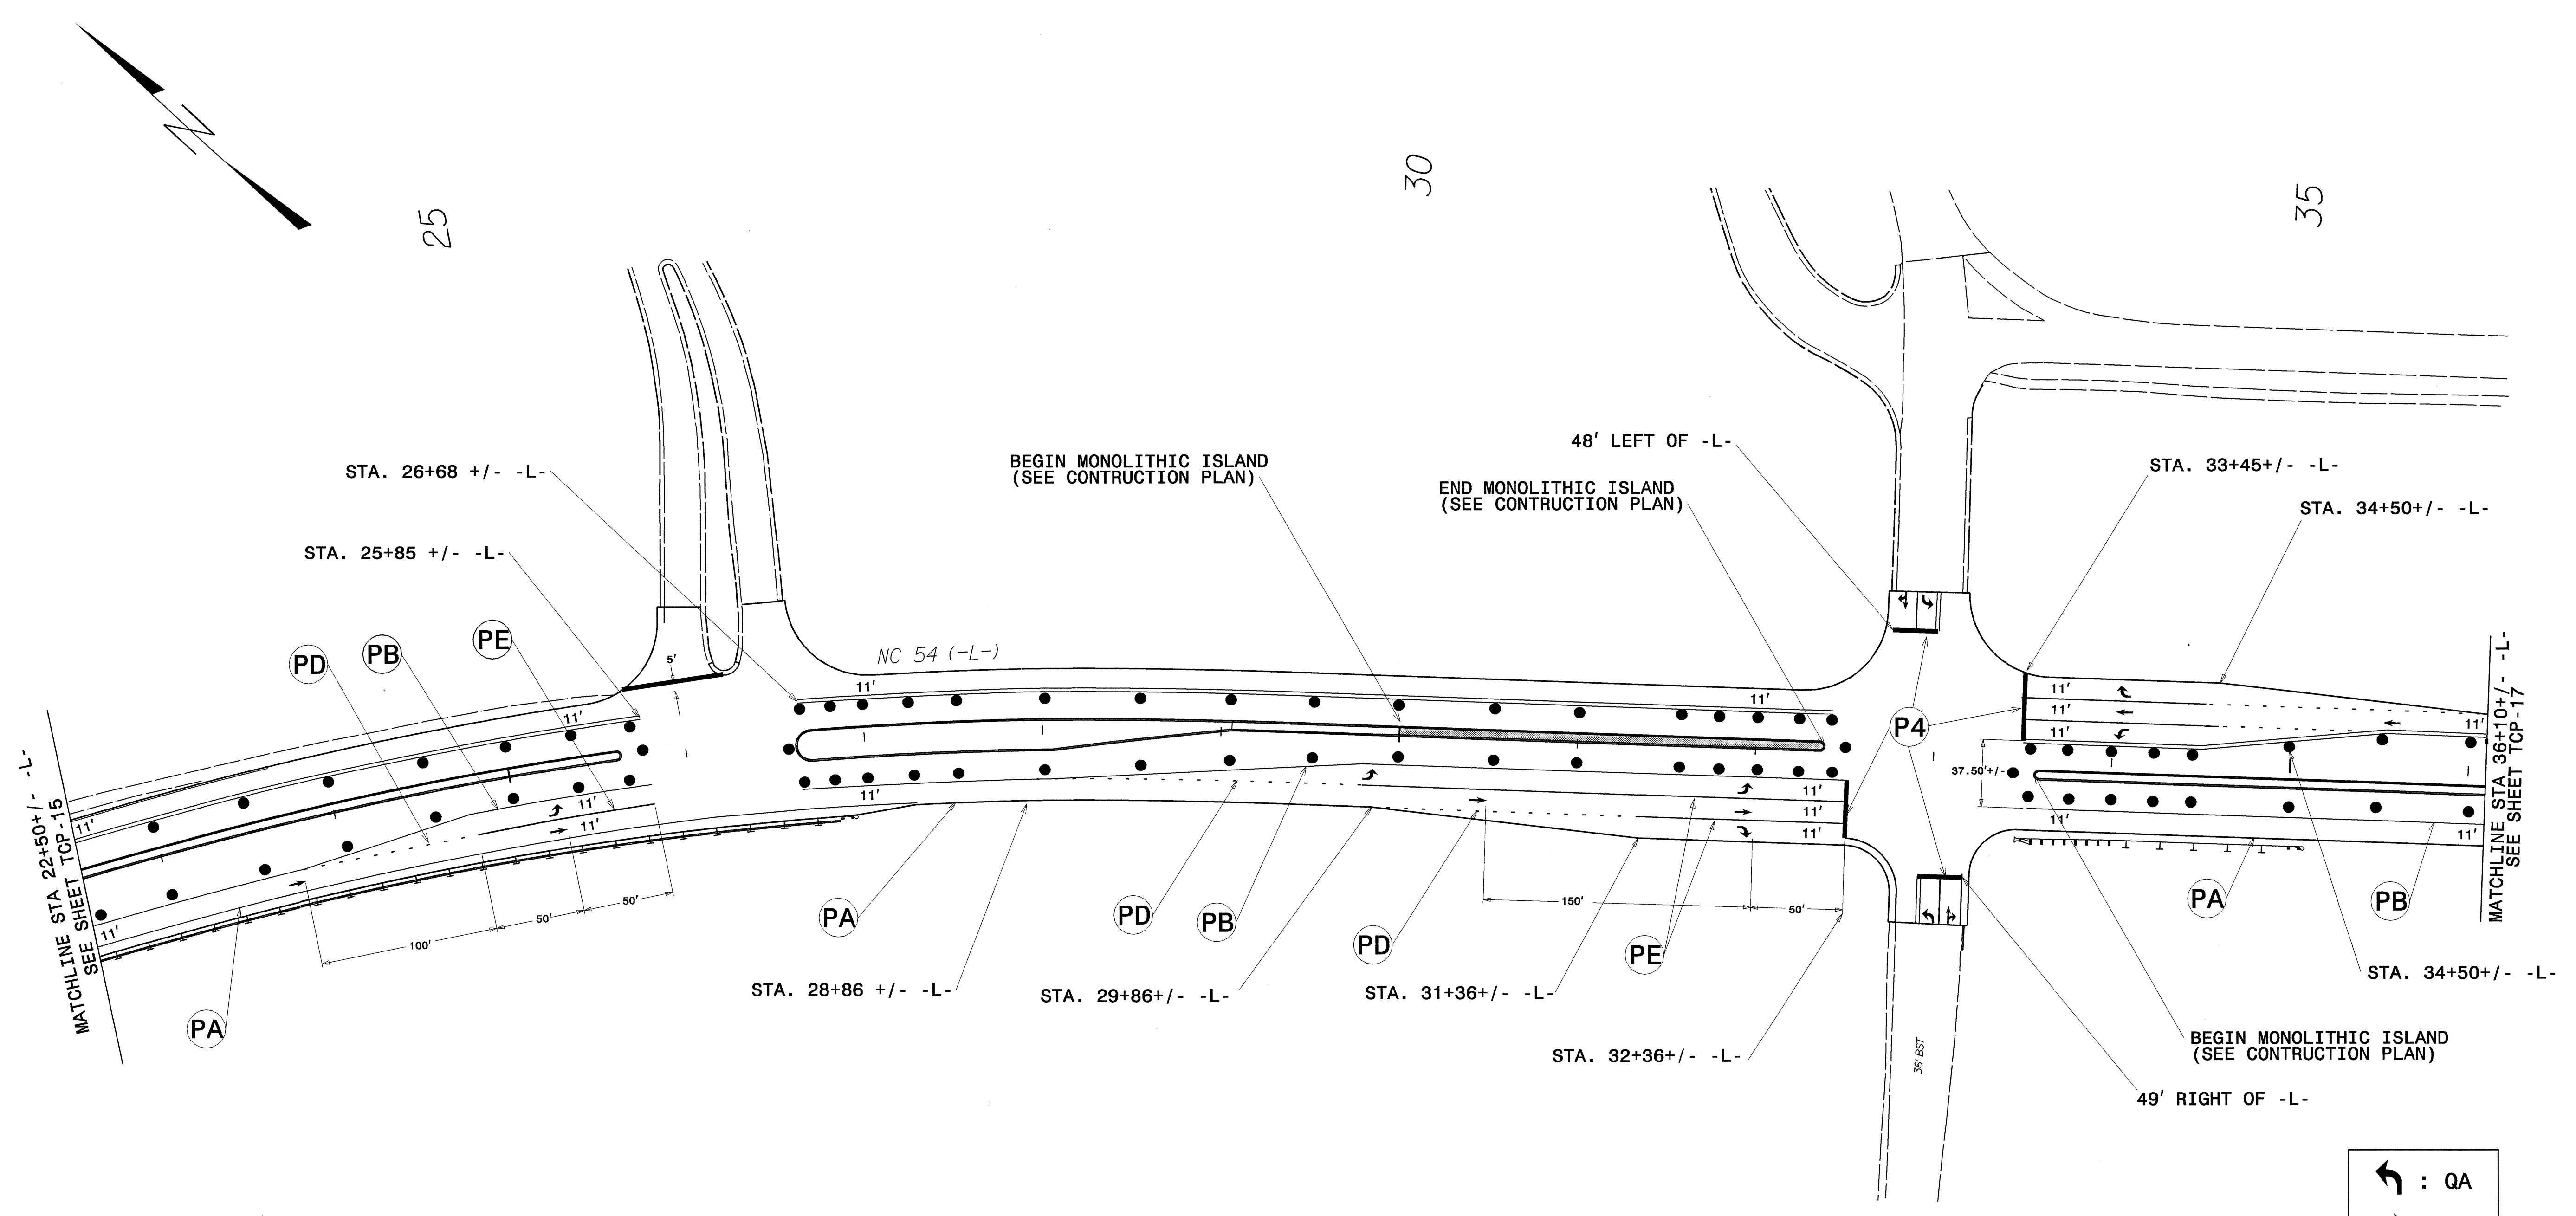 N
25
30
35
48' LEFT OF -L-
BEGIN MONOLITHIC ISLAND
(SEE CONTRUCTION PLAN)
STA. 33+45+/- -L-
STA. 26+68 +/- -L-
END MONOLITHIC ISLAND
(SEE CONTRUCTION PLAN)
STA. 34+50+/- -L-
STA. 25+85 +/- -L-
PD
PB
PE
5'
NC 54 (-L-)
11'
11'
11'
11'
11'
11'
11'
11'
P4
37.50'+/-
11'
11'
11'
11'
11'
11'
11'
11'
11'
11'
11'
MATCHLINE STA 22+50+/- -L-
SEE SHEET TCP-15
MATCHLINE STA 36+10+/- -L-
SEE SHEET TCP-17
100'
50'
50'
150'
50'
PA
PD
PB
PD
PE
PA
PB
PA
STA. 28+86 +/- -L-
STA. 29+86+/- -L-
STA. 31+36+/- -L-
STA. 34+50+/- -L-
STA. 32+36+/- -L-
36' BST
BEGIN MONOLITHIC ISLAND
(SEE CONTRUCTION PLAN)
49' RIGHT OF -L-
: QA